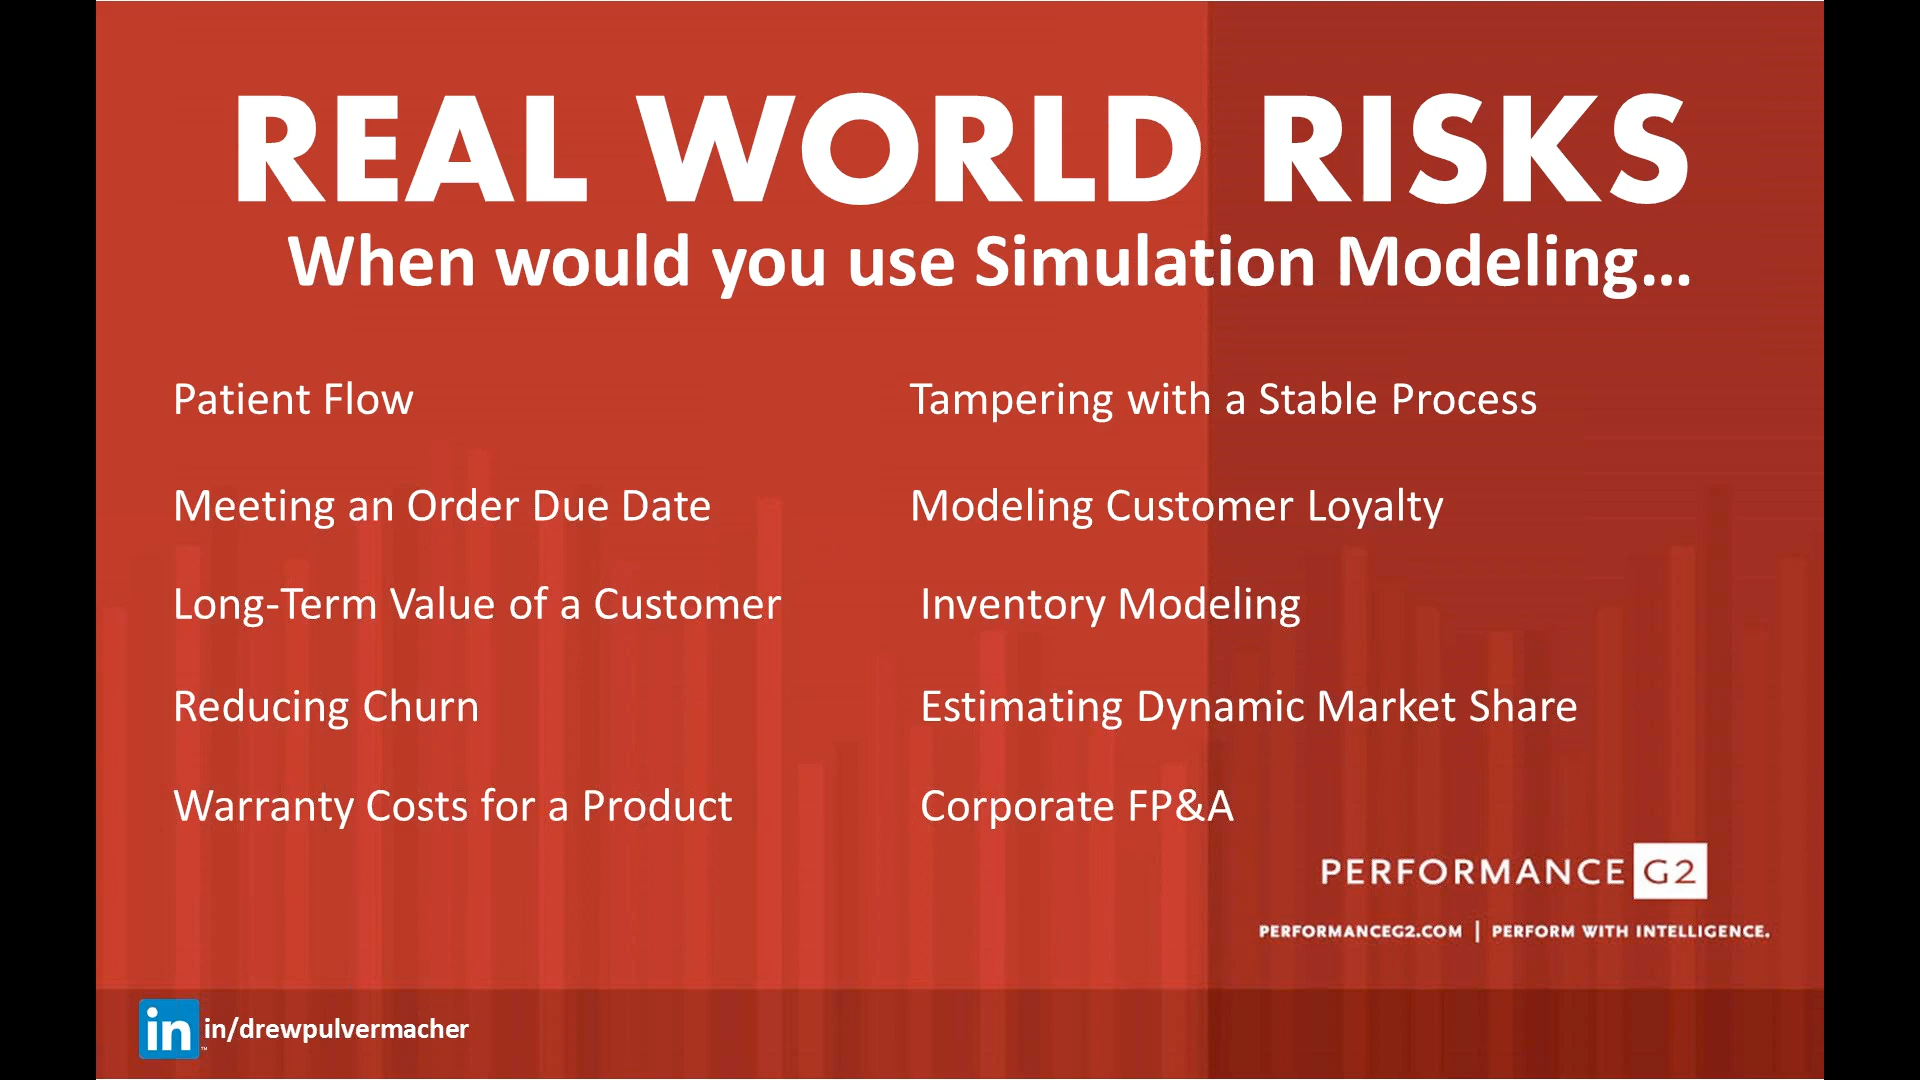 REAL WORLD RISKS
When would you use Simulation Modeling...
Patient Flow
Meeting an Order Due Date
Long-Term Value of a Customer
Reducing Churn
Warranty Costs for a Product
Tampering with a Stable Process
Modeling Customer Loyalty
Inventory Modeling
Estimating Dynamic Market Share
Corporate FP&A
PERFORMANCE G2
PERFORMANCEG2.COM | PERFORM WITH INTELLIGENCE.
in in/drewpulvermacher